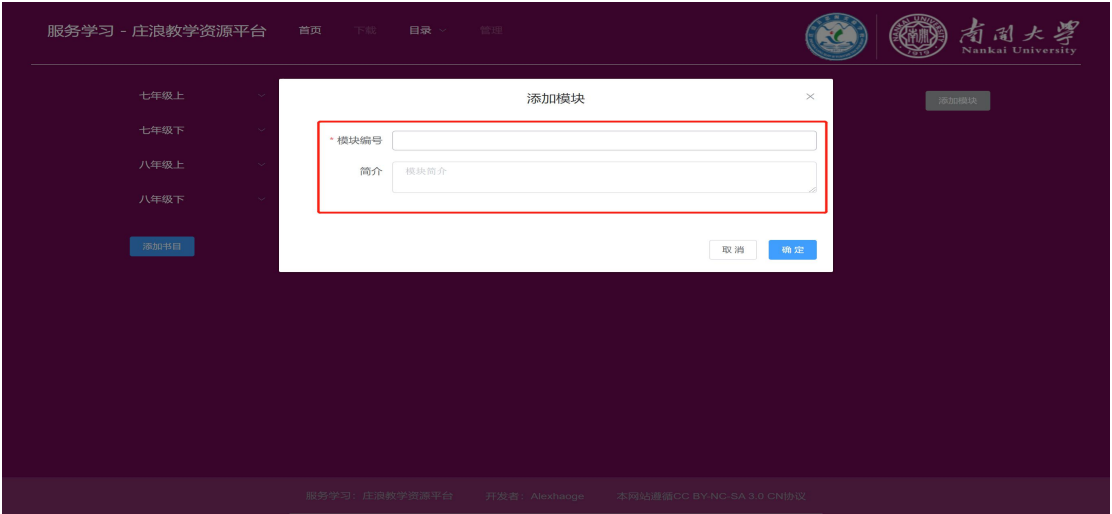 服务学习 - 庄浪教学资源平台 首页 下载 目录 管理
南开大学
Nankai University
七年级上
七年级下
八年级上
八年级下
添加书目
添加模块
* 模块编号
简介 模块简介
取消 确定
添加模块
服务学习：庄浪教学资源平台 开发者：Alexhaoge 本网站遵循CC BY-NC-SA 3.0 CN协议